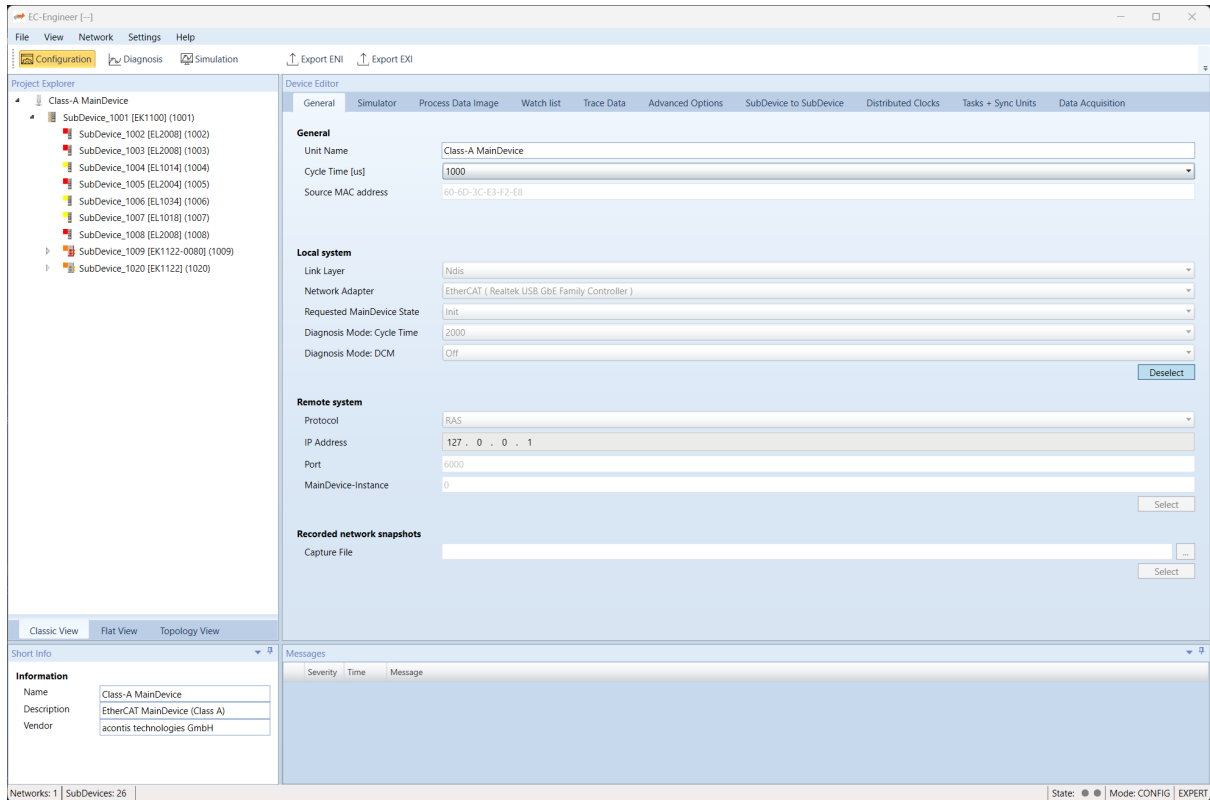 EC-Engineer [--]
File View Network Settings Help
Configuration Diagnosis Simulation Export ENI Export EXI
Project Explorer
Class-A MainDevice
SubDevice_1001 [EK1100] (1001)
SubDevice_1002 [EL2008] (1002)
SubDevice_1003 [EL2008] (1003)
SubDevice_1004 [EL1014] (1004)
SubDevice_1005 [EL2004] (1005)
SubDevice_1006 [EL1034] (1006)
SubDevice_1007 [EL1018] (1007)
SubDevice_1008 [EL2008] (1008)
SubDevice_1009 [EK1122-0080] (1009)
SubDevice_1020 [EK1122] (1020)
Classic View Flat View Topology View
Device Editor
General Simulator Process Data Image Watch list Trace Data Advanced Options SubDevice to SubDevice Distributed Clocks Tasks + Sync Units Data Acquisition
General
Unit Name Class-A MainDevice
Cycle Time [us] 1000
Source MAC address 60-6D-3C-E3-F2-EB
Local system
Link Layer Ndis
Network Adapter EtherCAT ( Realtek USB GbE Family Controller )
Requested MainDevice State Init
Diagnosis Mode: Cycle Time 2000
Diagnosis Mode: DCM Off
Deselect
Remote system
Protocol RAS
IP Address 127 . 0 . 0 . 1
Port 6000
MainDevice-Instance 0
Select
Recorded network snapshots
Capture File ...
Select
Short Info
Information
Name Class-A MainDevice
Description EtherCAT MainDevice (Class A)
Vendor acontis technologies GmbH
Messages
Severity Time Message
Networks: 1 SubDevices: 26 State: Mode: CONFIG EXPERT